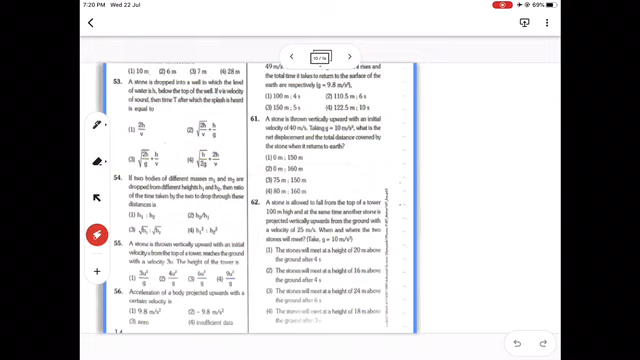 7:20 PM Wed 22 Jul
69%
10 / 14
(1) 10 m (2) 6 m (3) 7 m (4) 28 m
53. A stone is dropped into a well in which the level
of water is h, below the top of the well. If v is velocity
of sound, then time T after which the splash is heard
is equal to
(1) 2h/v (2) √(2h/v) + h/g
(3) √(2h/g) + h/v (4) √(h/2g) + 2h/v
54. If two bodies of different masses m₁ and m₂ are
dropped from different heights h₁ and h₂, then ratio
of the time taken by the two to drop through these
distances is
(1) h₁ : h₂ (2) h₂/h₁
(3) √h₁ : √h₂ (4) h₁² : h₂²
55. A stone is thrown vertically upward with an initial
velocity u from the top of a tower, reaches the ground
with a velocity 3u. The height of the tower is
(1) 3u²/g (2) 4u²/g (3) 6u²/g (4) 9u²/g
56. Acceleration of a body projected upwards with a
certain velocity is
(1) 9.8 m/s² (2) – 9.8 m/s²
(3) zero (4) insufficient data
49 m/s. rises and
the total time it takes to return to the surface of the
earth are respectively (g = 9.8 m/s²),
(1) 100 m ; 4 s (2) 110.5 m ; 6 s
(3) 150 m ; 5 s (4) 122.5 m ; 10 s
61. A stone is thrown vertically upward with an initial
velocity of 40 m/s. Taking g = 10 m/s², what is the
net displacement and the total distance covered by
the stone when it returns to earth?
(1) 0 m ; 150 m
(2) 0 m ; 160 m
(3) 75 m ; 150 m
(4) 80 m ; 160 m
62. A stone is allowed to fall from the top of a tower
100 m high and at the same time another stone is
projected vertically upwards from the ground with
a velocity of 25 m/s. When and where the two
stones will meet? (Take, g = 10 m/s²)
(1) The stones will meet at a height of 20 m above
the ground after 4 s
(2) The stones will meet at a height of 16 m above
the ground after 4 s
(3) The stones will meet at a height of 24 m above
the ground after 6 s
(4) The stones will meet at a height of 18 m above
the ground after